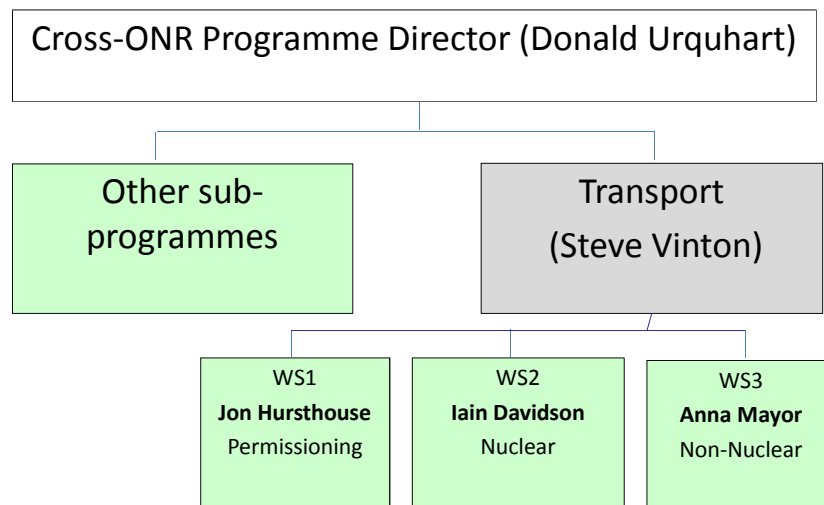 Cross-ONR Programme Director (Donald Urquhart)
Other sub-
programmes
Transport
(Steve Vinton)
WS1
Jon Hursthouse
Permissioning
WS2
Iain Davidson
Nuclear
WS3
Anna Mayor
Non-Nuclear